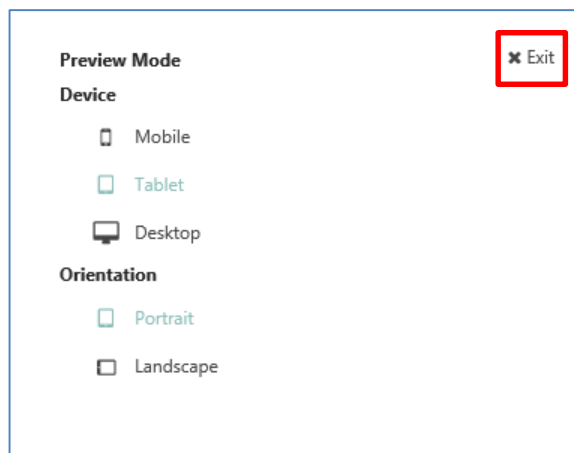 Preview Mode
Exit
Device
Mobile
Tablet
Desktop
Orientation
Portrait
Landscape